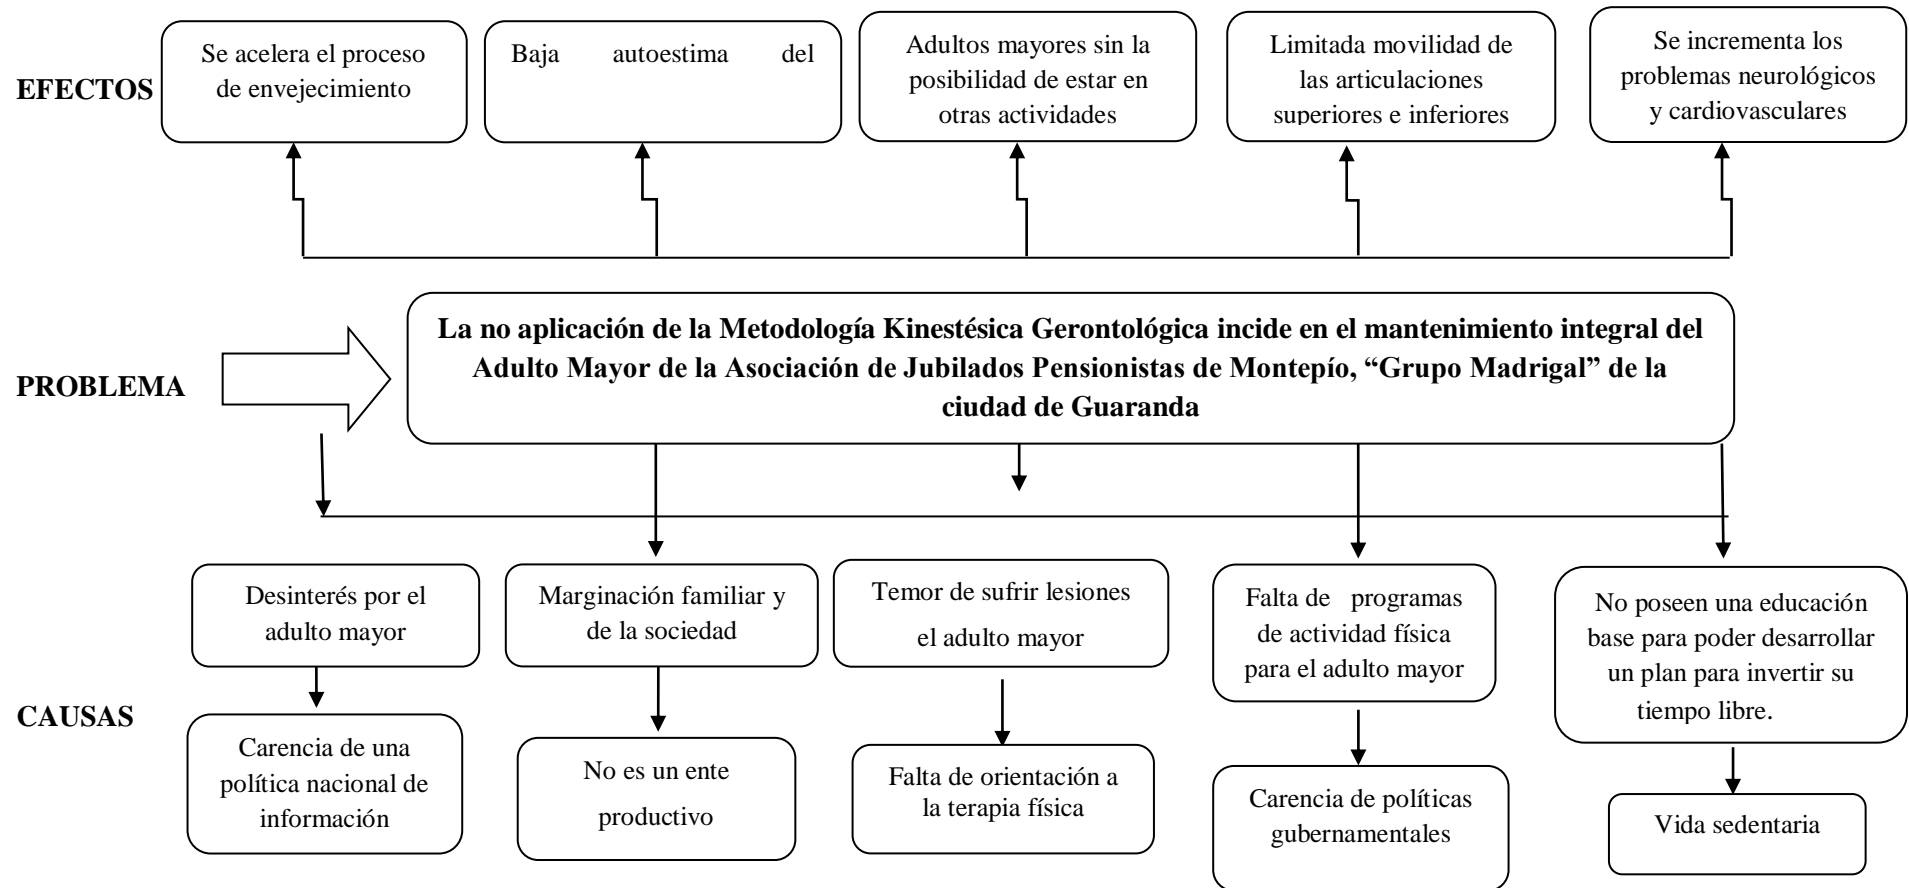 EFECTOS
Se acelera el proceso
de envejecimiento
Baja autoestima del
Adultos mayores sin la
posibilidad de estar en
otras actividades
Limitada movilidad de
las articulaciones
superiores e inferiores
Se incrementa los
problemas neurológicos
y cardiovasculares
PROBLEMA
La no aplicación de la Metodología Kinestésica Gerontológica incide en el mantenimiento integral del
Adulto Mayor de la Asociación de Jubilados Pensionistas de Montepío, “Grupo Madrigal” de la
ciudad de Guaranda
CAUSAS
Desinterés por el
adulto mayor
Marginación familiar y
de la sociedad
Temor de sufrir lesiones
el adulto mayor
Falta de programas
de actividad física
para el adulto mayor
No poseen una educación
base para poder desarrollar
un plan para invertir su
tiempo libre.
Carencia de una
política nacional de
información
No es un ente
productivo
Falta de orientación a
la terapia física
Carencia de políticas
gubernamentales
Vida sedentaria